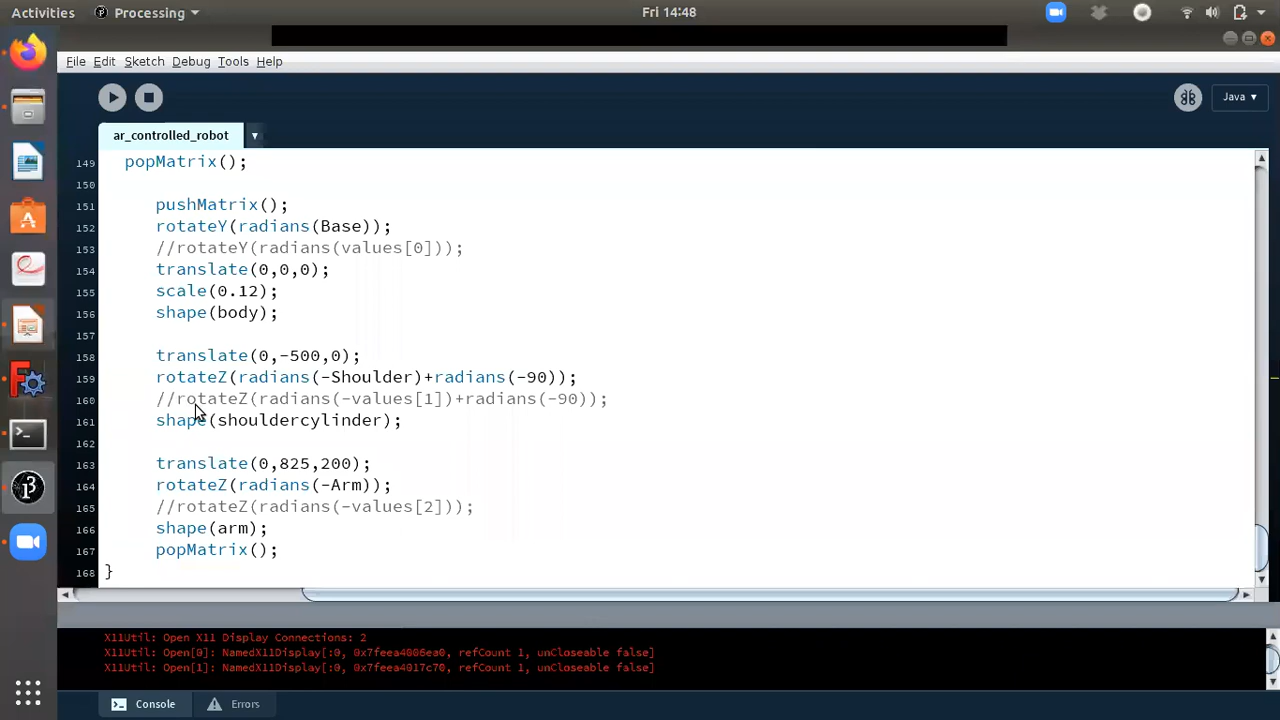 Activities
Processing
Fri 14:48
File Edit Sketch Debug Tools Help
Java
ar_controlled_robot
149 popMatrix();
150
151 pushMatrix();
152 rotateY(radians(Base));
153 //rotateY(radians(values[0]));
154 translate(0,0,0);
155 scale(0.12);
156 shape(body);
157
158 translate(0,-500,0);
159 rotateZ(radians(-Shoulder)+radians(-90));
160 //rotateZ(radians(-values[1])+radians(-90));
161 shape(shouldercylinder);
162
163 translate(0,825,200);
164 rotateZ(radians(-Arm));
165 //rotateZ(radians(-values[2]));
166 shape(arm);
167 popMatrix();
168 }
X11Util: Open X11 Display Connections: 2
X11Util: Open[0]: NamedX11Display[:0, 0x7feea4006ea0, refCount 1, unCloseable false]
X11Util: Open[1]: NamedX11Display[:0, 0x7feea4017c70, refCount 1, unCloseable false]
Console
Errors